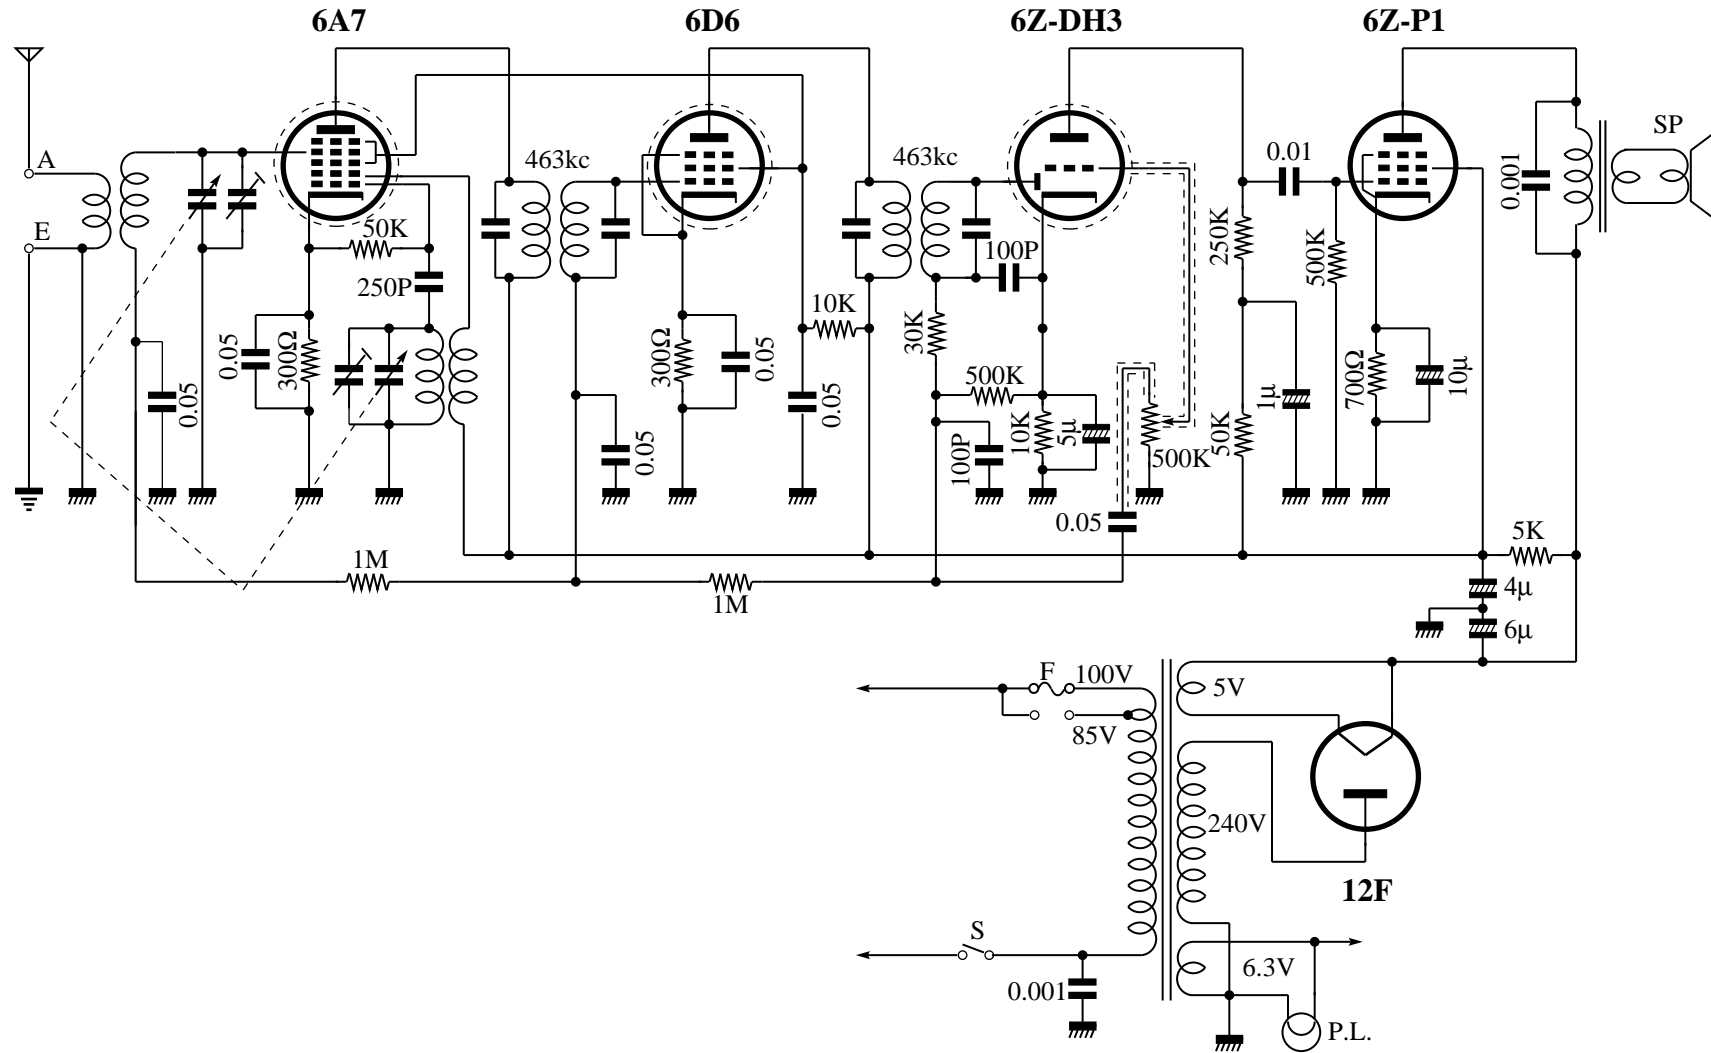 6A7
6D6
6Z-DH3
6Z-P1
A
E
50K
250P
0.05
300Ω
0.05
463kc
300Ω
0.05
0.05
10K
0.05
463kc
100P
30K
500K
100P
10K
5μ
500K
0.05
250K
50K
1μ
0.01
500K
700Ω
10μ
0.001
SP
1M
1M
5K
4μ
6μ
F
100V
85V
5V
240V
12F
S
0.001
6.3V
P.L.